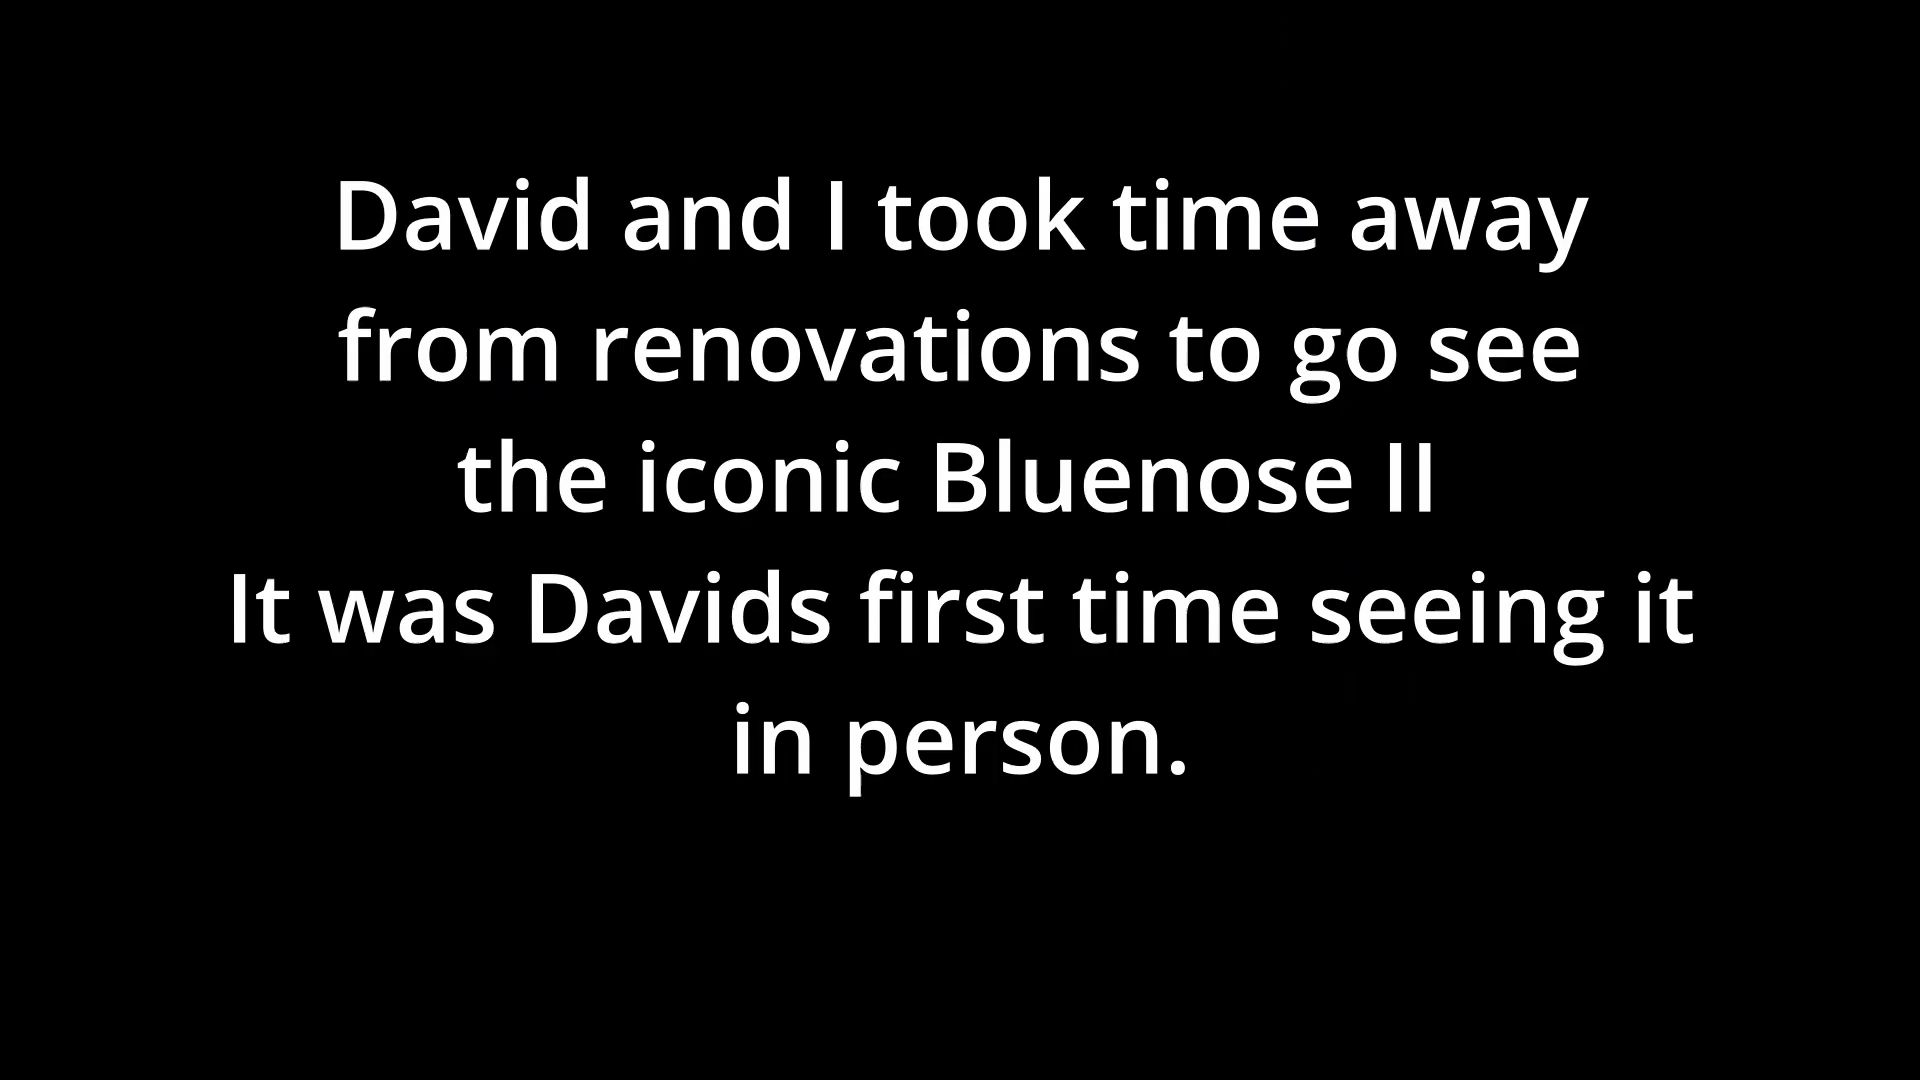 David and I took time away
from renovations to go see
the iconic Bluenose II
It was Davids first time seeing it
in person.